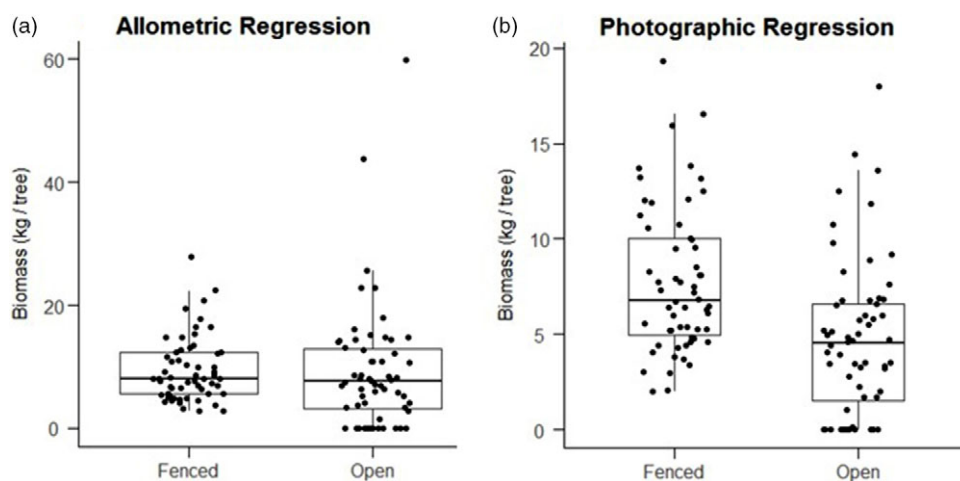 (a) Allometric Regression
60
40
20
0
Biomass (kg / tree)
Fenced Open
(b) Photographic Regression
20
15
10
5
0
Biomass (kg / tree)
Fenced Open